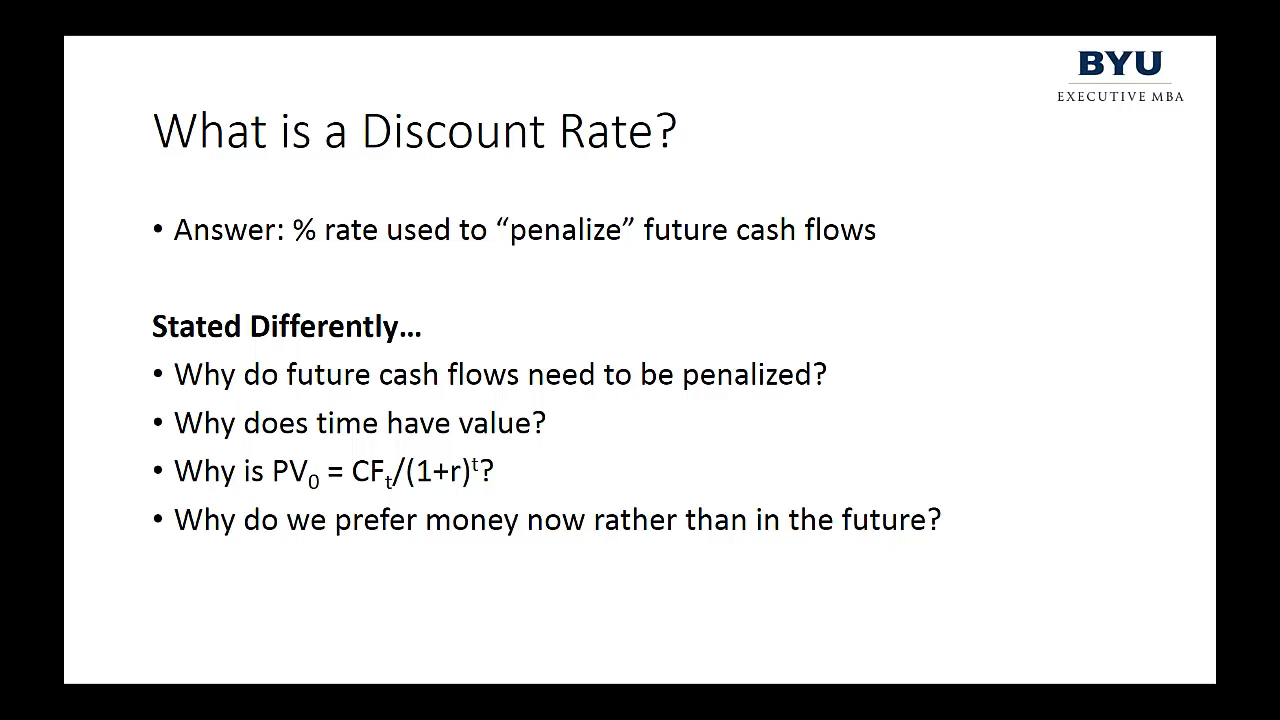 BYU
EXECUTIVE MBA
What is a Discount Rate?
• Answer: % rate used to “penalize” future cash flows
Stated Differently…
• Why do future cash flows need to be penalized?
• Why does time have value?
• Why is PV₀ = CFₜ/(1+r)ᵗ?
• Why do we prefer money now rather than in the future?